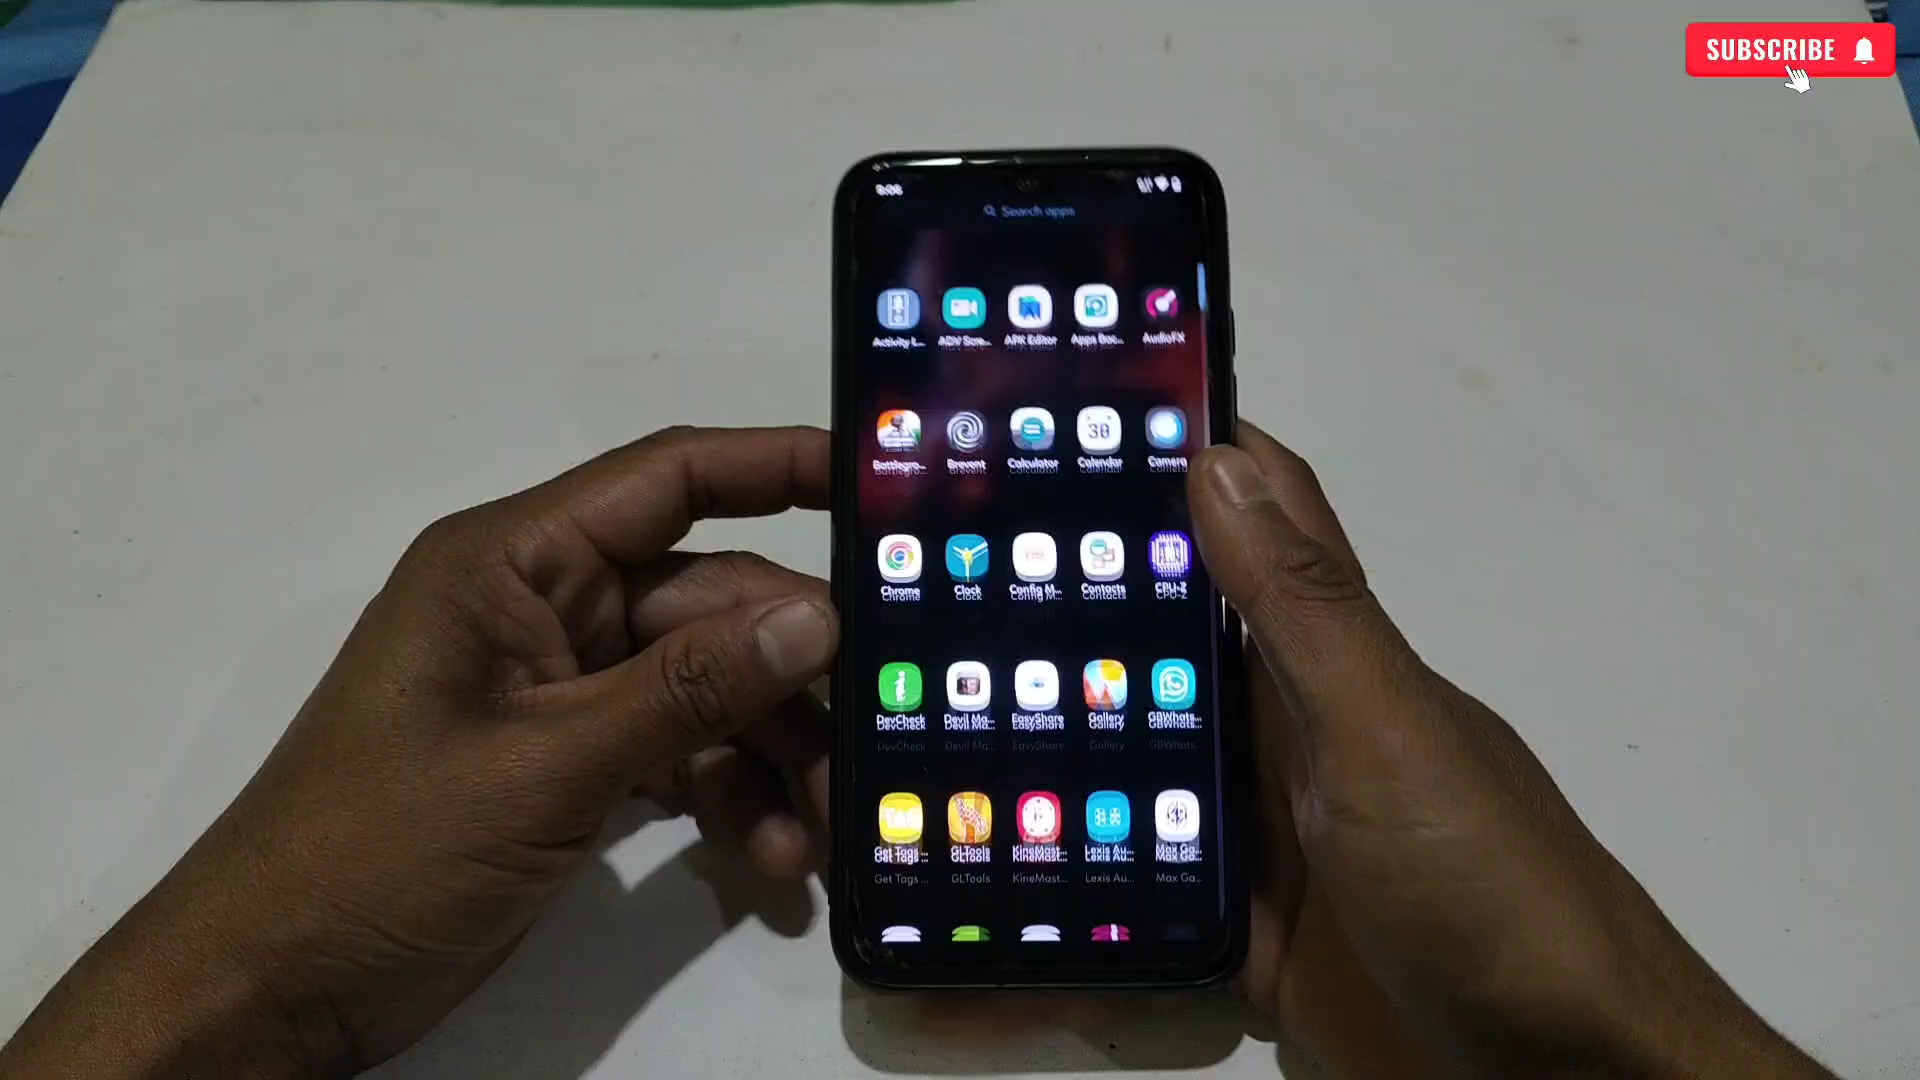 SUBSCRIBE
Search apps
Activity L...
ADV Scre...
APK Editor
Apps Bac...
AudioFX
Battlegro...
Brevent
Calculator
Calendar
Camera
Chrome
Clock
Config M...
Contacts
CPU-Z
DevCheck
Devil Ma...
EasyShare
Gallery
GBWhats...
Get Tags ...
GLTools
KineMast...
Lexis Au...
Max Ga...